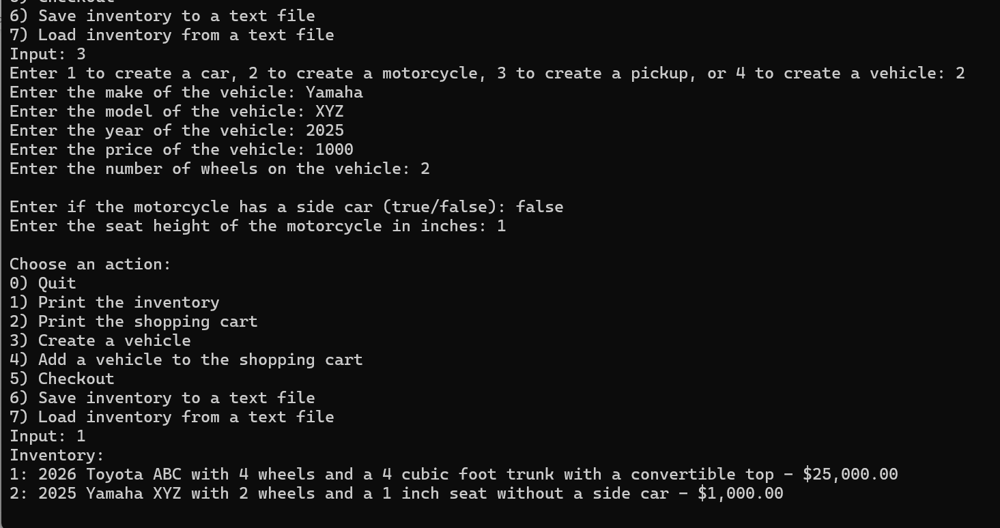 5) Checkout
6) Save inventory to a text file
7) Load inventory from a text file
Input: 3
Enter 1 to create a car, 2 to create a motorcycle, 3 to create a pickup, or 4 to create a vehicle: 2
Enter the make of the vehicle: Yamaha
Enter the model of the vehicle: XYZ
Enter the year of the vehicle: 2025
Enter the price of the vehicle: 1000
Enter the number of wheels on the vehicle: 2
Enter if the motorcycle has a side car (true/false): false
Enter the seat height of the motorcycle in inches: 1
Choose an action:
0) Quit
1) Print the inventory
2) Print the shopping cart
3) Create a vehicle
4) Add a vehicle to the shopping cart
5) Checkout
6) Save inventory to a text file
7) Load inventory from a text file
Input: 1
Inventory:
1: 2026 Toyota ABC with 4 wheels and a 4 cubic foot trunk with a convertible top - $25,000.00
2: 2025 Yamaha XYZ with 2 wheels and a 1 inch seat without a side car - $1,000.00